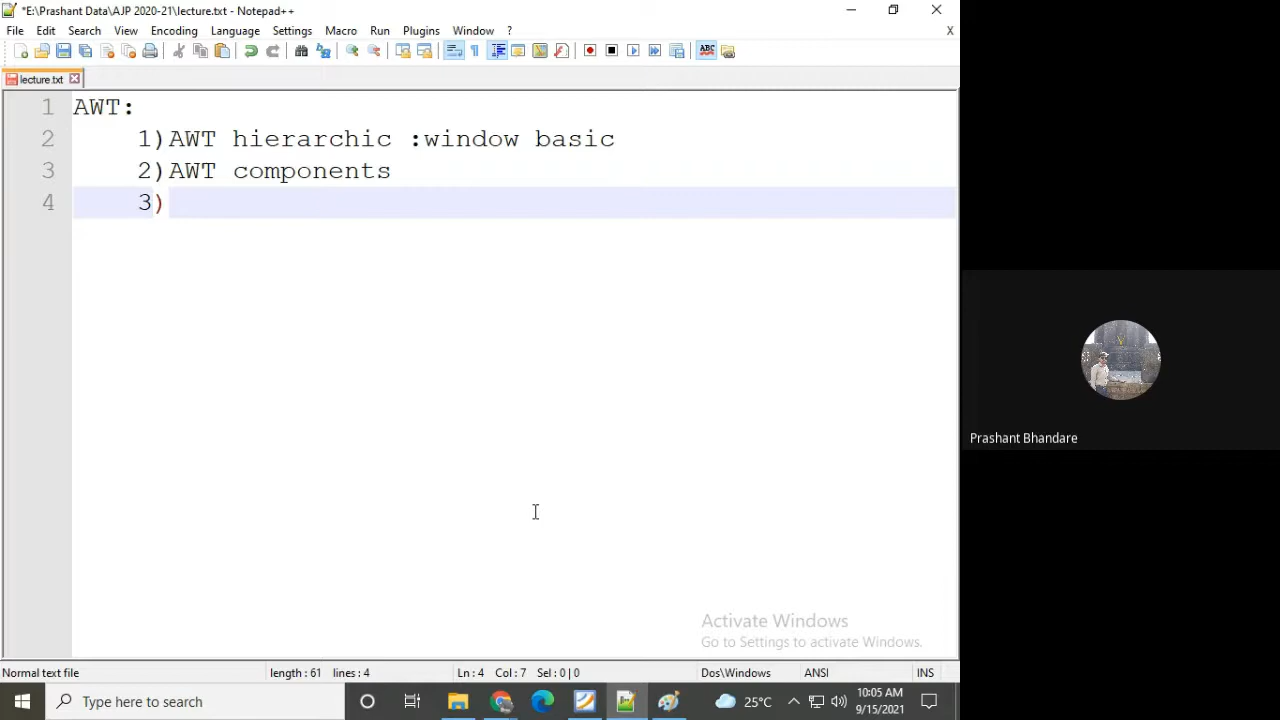 *E:\Prashant Data\AJP 2020-21\lecture.txt - Notepad++
File Edit Search View Encoding Language Settings Macro Run Plugins Window ? X
lecture.txt
1 AWT:
2 1)AWT hierarchic :window basic
3 2)AWT components
4 3)
Prashant Bhandare
Activate Windows
Go to Settings to activate Windows.
Normal text file length : 61 lines : 4 Ln : 4 Col : 7 Sel : 0 | 0 Dos\Windows ANSI INS
Type here to search 25°C 10:05 AM
9/15/2021